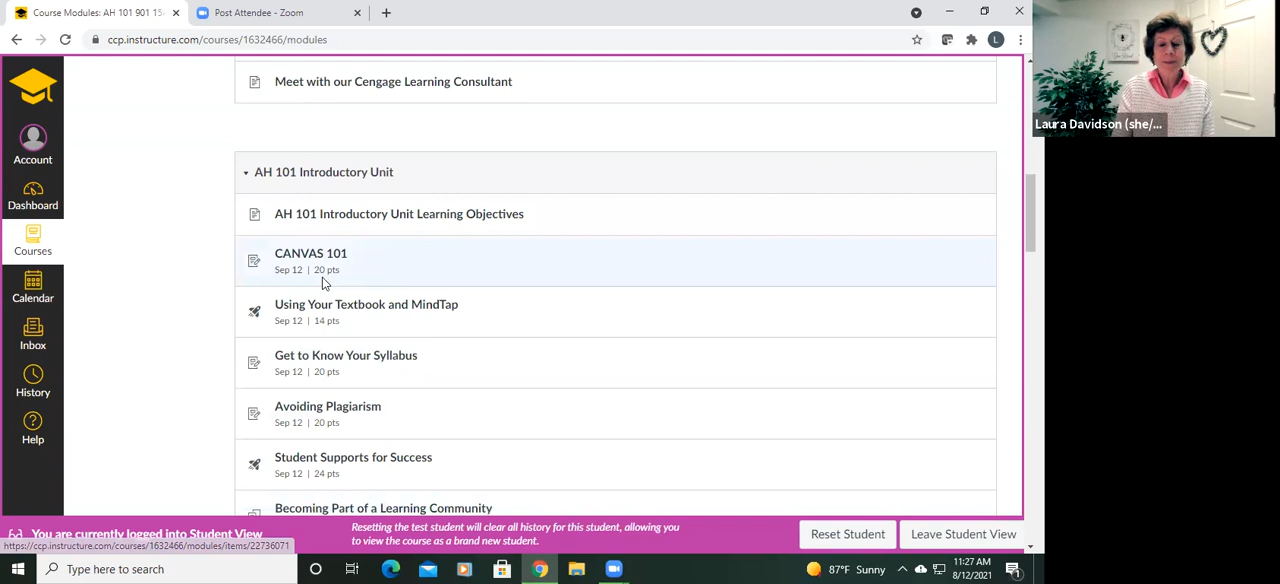 Course Modules: AH 101 901 15-
Post Attendee - Zoom
ccp.instructure.com/courses/1632466/modules
L
Laura Davidson (she/...
Account
Dashboard
Courses
Calendar
Inbox
History
Help
Meet with our Cengage Learning Consultant
AH 101 Introductory Unit
AH 101 Introductory Unit Learning Objectives
CANVAS 101
Sep 12 | 20 pts
Using Your Textbook and MindTap
Sep 12 | 14 pts
Get to Know Your Syllabus
Sep 12 | 20 pts
Avoiding Plagiarism
Sep 12 | 20 pts
Student Supports for Success
Sep 12 | 24 pts
Becoming Part of a Learning Community
You are currently logged into Student View
Resetting the test student will clear all history for this student, allowing you
to view the course as a brand new student.
Reset Student
Leave Student View
https://ccp.instructure.com/courses/1632466/modules/items/22736071
Type here to search
87°F Sunny
11:27 AM
8/12/2021
1